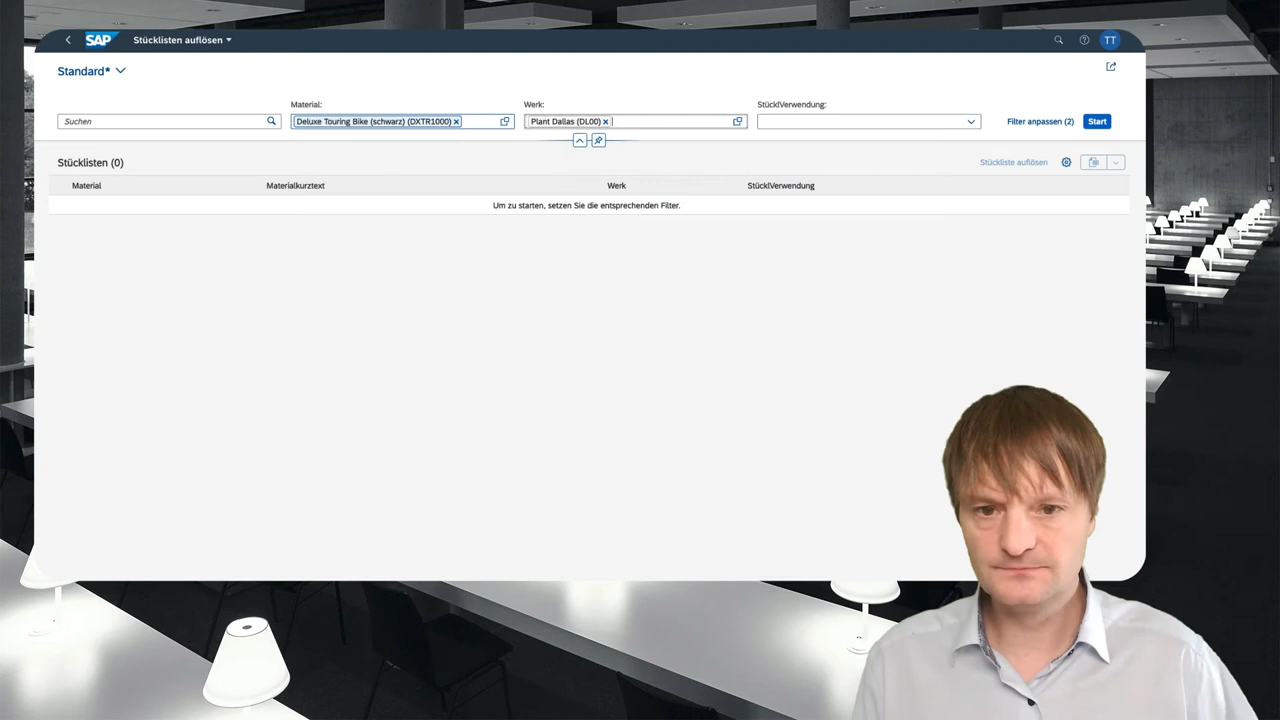 SAP Stücklisten auflösen TT
Standard*
Material: Werk: StücklVerwendung:
Suchen Deluxe Touring Bike (schwarz) (DXTR1000) Plant Dallas (DL00) Filter anpassen (2) Start
Stücklisten (0) Stückliste auflösen
Material Materialkurztext Werk StücklVerwendung
Um zu starten, setzen Sie die entsprechenden Filter.